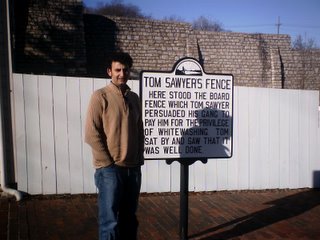 TOM SAWYER'S FENCE
HERE STOOD THE BOARD
FENCE WHICH TOM SAWYER
PERSUADED HIS GANG TO
PAY HIM FOR THE PRIVILEGE
OF WHITEWASHING. TOM
SAT BY AND SAW THAT IT
WAS WELL DONE.